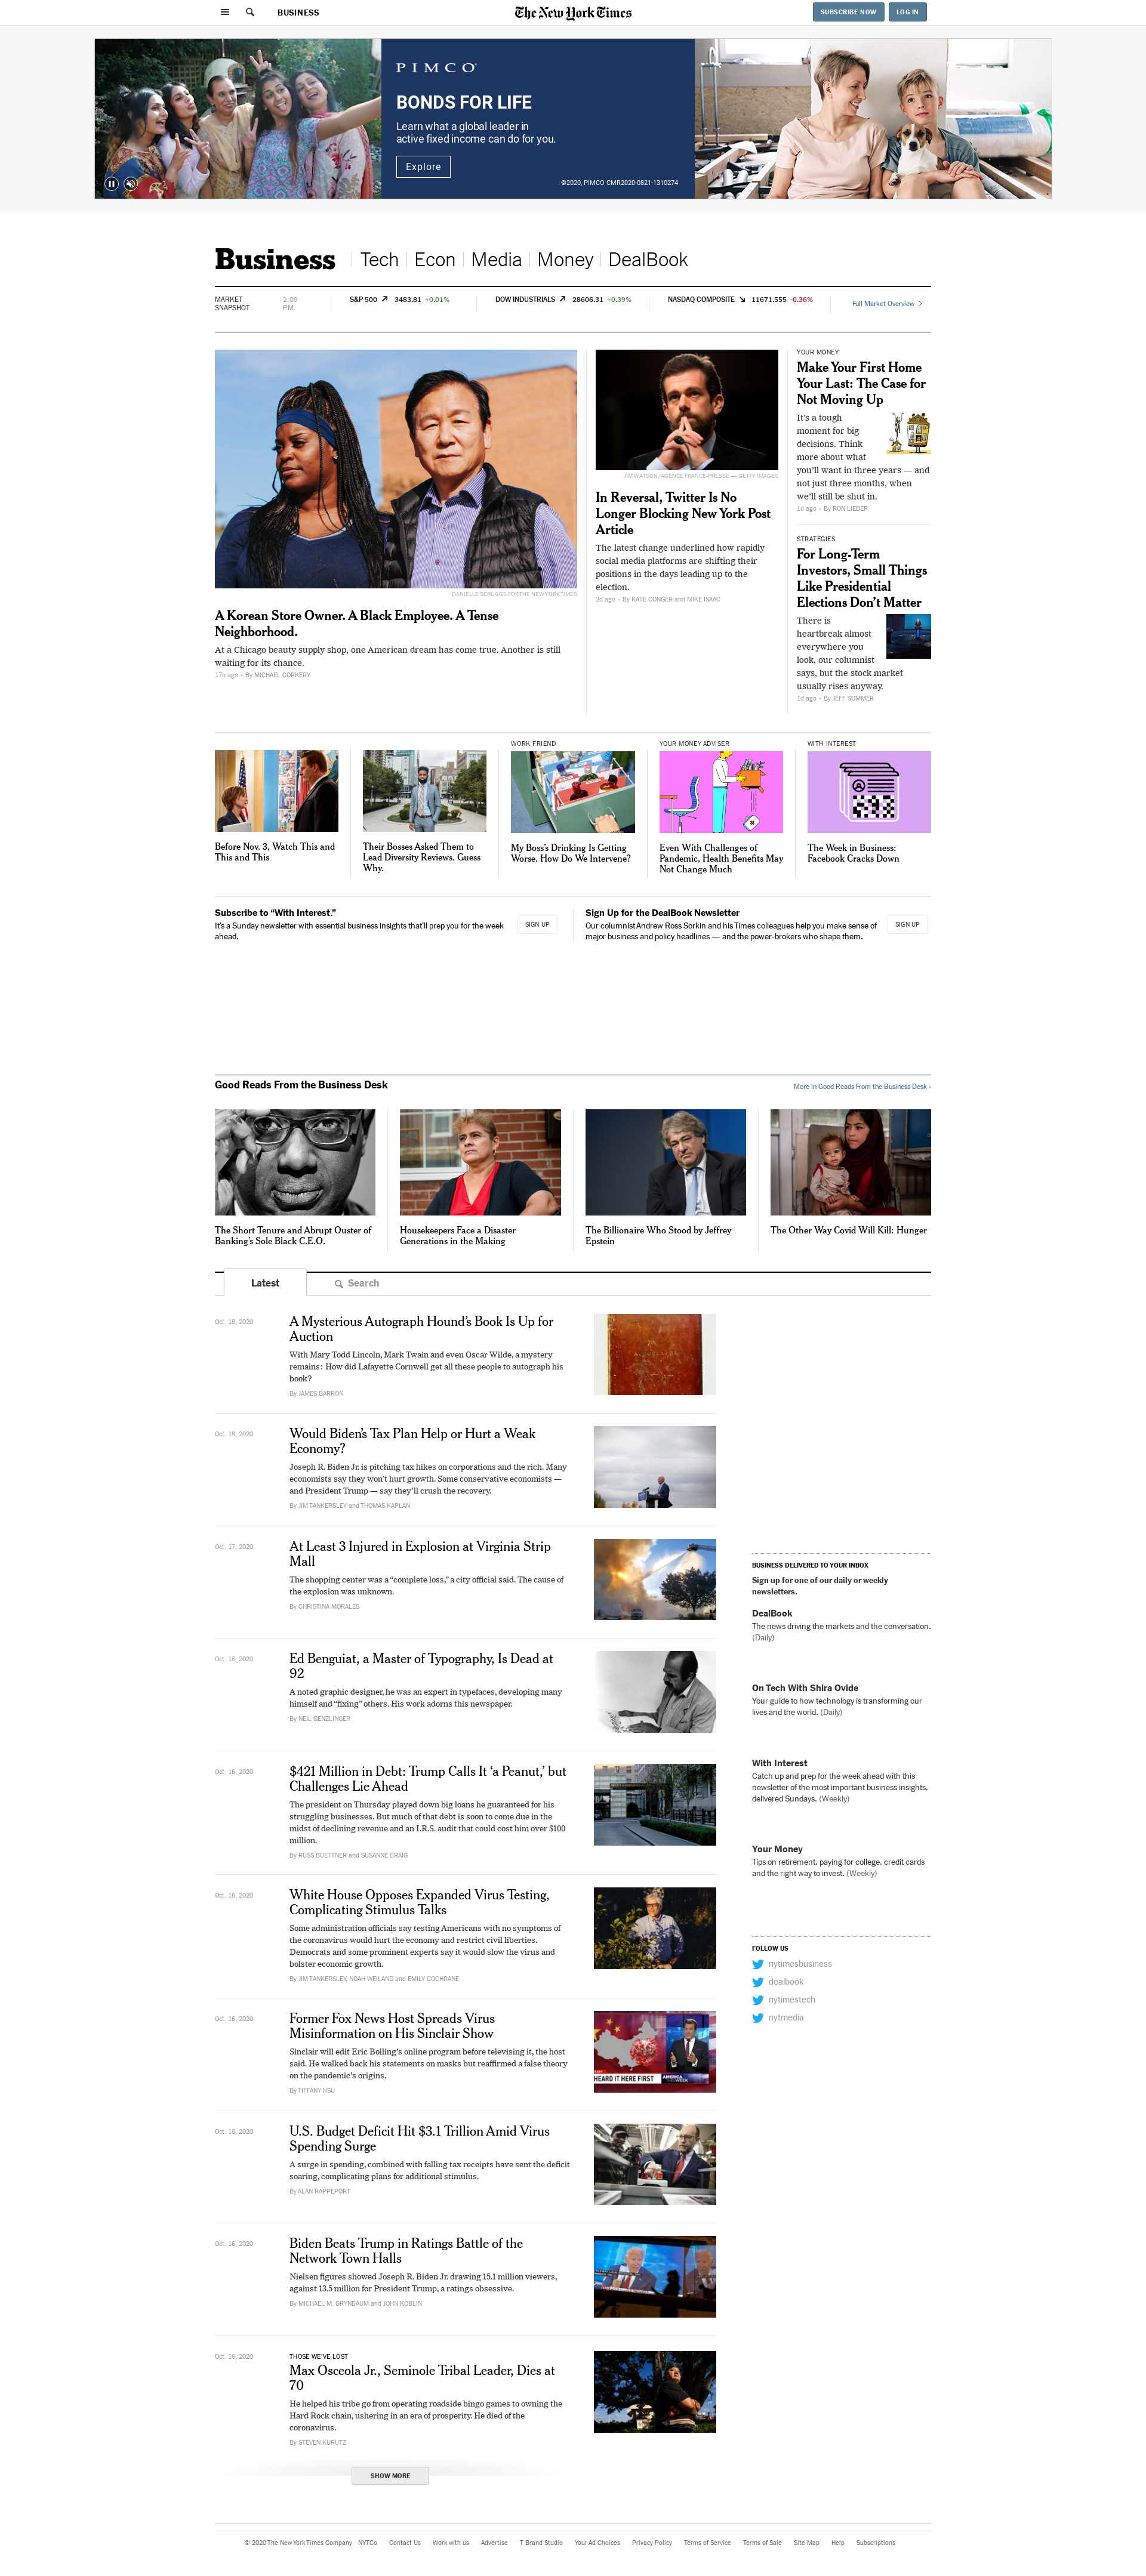 BUSINESS
The New York Times
SUBSCRIBE NOW
LOG IN
PIMCO
BONDS FOR LIFE
Learn what a global leader in
active fixed income can do for you.
Explore
©2020, PIMCO CMR2020-0821-1310274
Business
Tech
Econ
Media
Money
DealBook
MARKET
SNAPSHOT
2:09
P.M.
S&P 500 3483.81 +0.01%
DOW INDUSTRIALS 28606.31 +0.39%
NASDAQ COMPOSITE 11671.555 -0.36%
Full Market Overview
DANIELLE SCRUGGS FOR THE NEW YORK TIMES
A Korean Store Owner. A Black Employee. A Tense
Neighborhood.
At a Chicago beauty supply shop, one American dream has come true. Another is still
waiting for its chance.
17h ago • By MICHAEL CORKERY
JIM WATSON/AGENCE FRANCE-PRESSE — GETTY IMAGES
In Reversal, Twitter Is No
Longer Blocking New York Post
Article
The latest change underlined how rapidly
social media platforms are shifting their
positions in the days leading up to the
election.
2d ago • By KATE CONGER and MIKE ISAAC
YOUR MONEY
Make Your First Home
Your Last: The Case for
Not Moving Up
It's a tough
moment for big
decisions. Think
more about what
you'll want in three years — and
not just three months, when
we'll still be shut in.
1d ago • By RON LIEBER
STRATEGIES
For Long-Term
Investors, Small Things
Like Presidential
Elections Don't Matter
There is
heartbreak almost
everywhere you
look, our columnist
says, but the stock market
usually rises anyway.
1d ago • By JEFF SOMMER
Before Nov. 3, Watch This and
This and This
Their Bosses Asked Them to
Lead Diversity Reviews. Guess
Why.
WORK FRIEND
My Boss's Drinking Is Getting
Worse. How Do We Intervene?
YOUR MONEY ADVISER
Even With Challenges of
Pandemic, Health Benefits May
Not Change Much
WITH INTEREST
The Week in Business:
Facebook Cracks Down
Subscribe to “With Interest.”
It's a Sunday newsletter with essential business insights that'll prep you for the week
ahead.
SIGN UP
Sign Up for the DealBook Newsletter
Our columnist Andrew Ross Sorkin and his Times colleagues help you make sense of
major business and policy headlines — and the power-brokers who shape them.
SIGN UP
Good Reads From the Business Desk
More in Good Reads From the Business Desk ›
The Short Tenure and Abrupt Ouster of
Banking's Sole Black C.E.O.
Housekeepers Face a Disaster
Generations in the Making
The Billionaire Who Stood by Jeffrey
Epstein
The Other Way Covid Will Kill: Hunger
Latest
Search
Oct. 18, 2020
A Mysterious Autograph Hound's Book Is Up for
Auction
With Mary Todd Lincoln, Mark Twain and even Oscar Wilde, a mystery
remains: How did Lafayette Cornwell get all these people to autograph his
book?
By JAMES BARRON
Oct. 18, 2020
Would Biden's Tax Plan Help or Hurt a Weak
Economy?
Joseph R. Biden Jr. is pitching tax hikes on corporations and the rich. Many
economists say they won't hurt growth. Some conservative economists —
and President Trump — say they'll crush the recovery.
By JIM TANKERSLEY and THOMAS KAPLAN
Oct. 17, 2020
At Least 3 Injured in Explosion at Virginia Strip
Mall
The shopping center was a “complete loss,” a city official said. The cause of
the explosion was unknown.
By CHRISTINA MORALES
Oct. 16, 2020
Ed Benguiat, a Master of Typography, Is Dead at
92
A noted graphic designer, he was an expert in typefaces, developing many
himself and “fixing” others. His work adorns this newspaper.
By NEIL GENZLINGER
Oct. 16, 2020
$421 Million in Debt: Trump Calls It ‘a Peanut,’ but
Challenges Lie Ahead
The president on Thursday played down big loans he guaranteed for his
struggling businesses. But much of that debt is soon to come due in the
midst of declining revenue and an I.R.S. audit that could cost him over $100
million.
By RUSS BUETTNER and SUSANNE CRAIG
Oct. 16, 2020
White House Opposes Expanded Virus Testing,
Complicating Stimulus Talks
Some administration officials say testing Americans with no symptoms of
the coronavirus would hurt the economy and restrict civil liberties.
Democrats and some prominent experts say it would slow the virus and
bolster economic growth.
By JIM TANKERSLEY, NOAH WEILAND and EMILY COCHRANE
Oct. 16, 2020
Former Fox News Host Spreads Virus
Misinformation on His Sinclair Show
Sinclair will edit Eric Bolling's online program before televising it, the host
said. He walked back his statements on masks but reaffirmed a false theory
on the pandemic's origins.
By TIFFANY HSU
HEARD IT HERE FIRST
AMERICA
THIS WEEK
Oct. 16, 2020
U.S. Budget Deficit Hit $3.1 Trillion Amid Virus
Spending Surge
A surge in spending, combined with falling tax receipts have sent the deficit
soaring, complicating plans for additional stimulus.
By ALAN RAPPEPORT
Oct. 16, 2020
Biden Beats Trump in Ratings Battle of the
Network Town Halls
Nielsen figures showed Joseph R. Biden Jr. drawing 15.1 million viewers,
against 13.5 million for President Trump, a ratings obsessive.
By MICHAEL M. GRYNBAUM and JOHN KOBLIN
Oct. 16, 2020
THOSE WE'VE LOST
Max Osceola Jr., Seminole Tribal Leader, Dies at
70
He helped his tribe go from operating roadside bingo games to owning the
Hard Rock chain, ushering in an era of prosperity. He died of the
coronavirus.
By STEVEN KURUTZ
SHOW MORE
BUSINESS DELIVERED TO YOUR INBOX
Sign up for one of our daily or weekly
newsletters.
DealBook
The news driving the markets and the conversation.
(Daily)
On Tech With Shira Ovide
Your guide to how technology is transforming our
lives and the world. (Daily)
With Interest
Catch up and prep for the week ahead with this
newsletter of the most important business insights,
delivered Sundays. (Weekly)
Your Money
Tips on retirement, paying for college, credit cards
and the right way to invest. (Weekly)
FOLLOW US
nytimesbusiness
dealbook
nytimestech
nytmedia
© 2020 The New York Times Company NYTCo Contact Us Work with us Advertise T Brand Studio Your Ad Choices Privacy Policy Terms of Service Terms of Sale Site Map Help Subscriptions